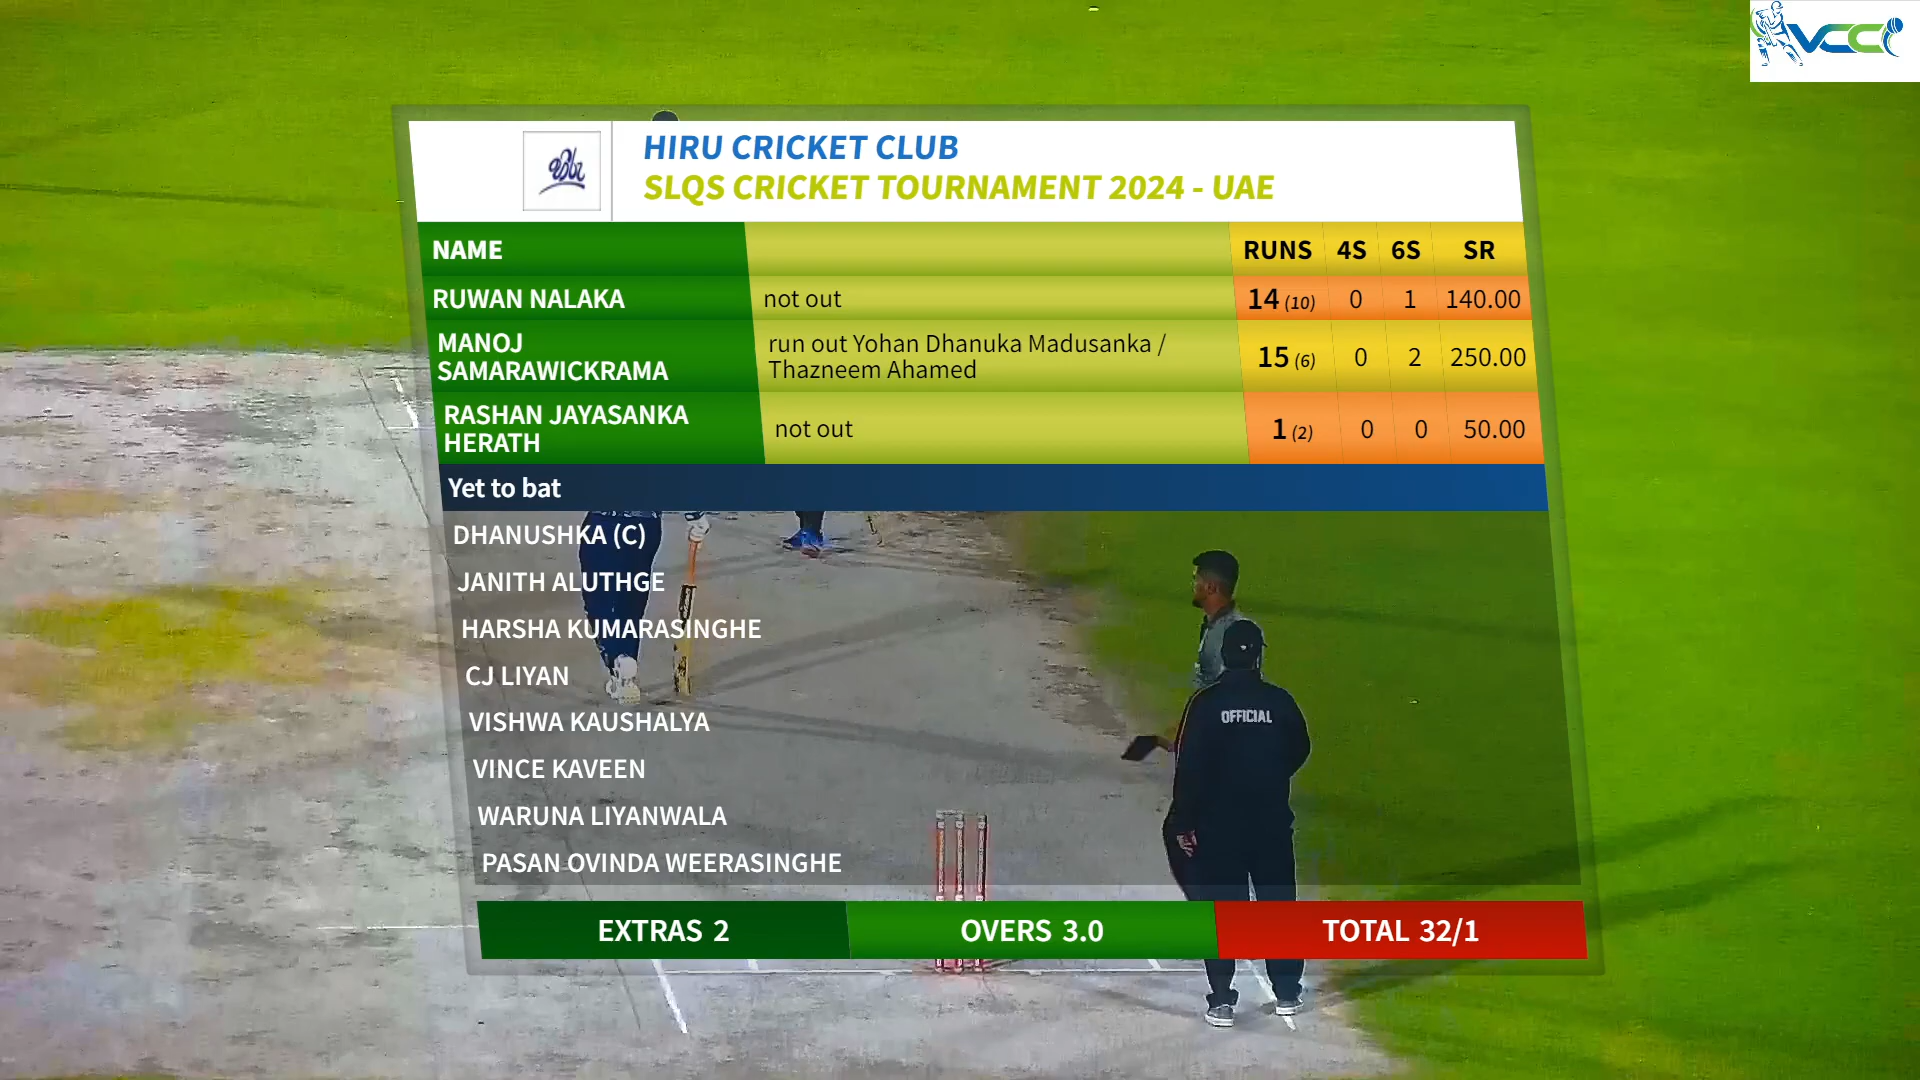 VCC
HIRU CRICKET CLUB
SLQS CRICKET TOURNAMENT 2024 - UAE
NAME RUNS 4S 6S SR
RUWAN NALAKA not out 14 (10) 0 1 140.00
MANOJ
SAMARAWICKRAMA
run out Yohan Dhanuka Madusanka /
Thazneem Ahamed
15 (6) 0 2 250.00
RASHAN JAYASANKA
HERATH
not out 1 (2) 0 0 50.00
Yet to bat
DHANUSHKA (C)
JANITH ALUTHGE
HARSHA KUMARASINGHE
CJ LIYAN
VISHWA KAUSHALYA
VINCE KAVEEN
WARUNA LIYANWALA
PASAN OVINDA WEERASINGHE
OFFICIAL
EXTRAS 2 OVERS 3.0 TOTAL 32/1